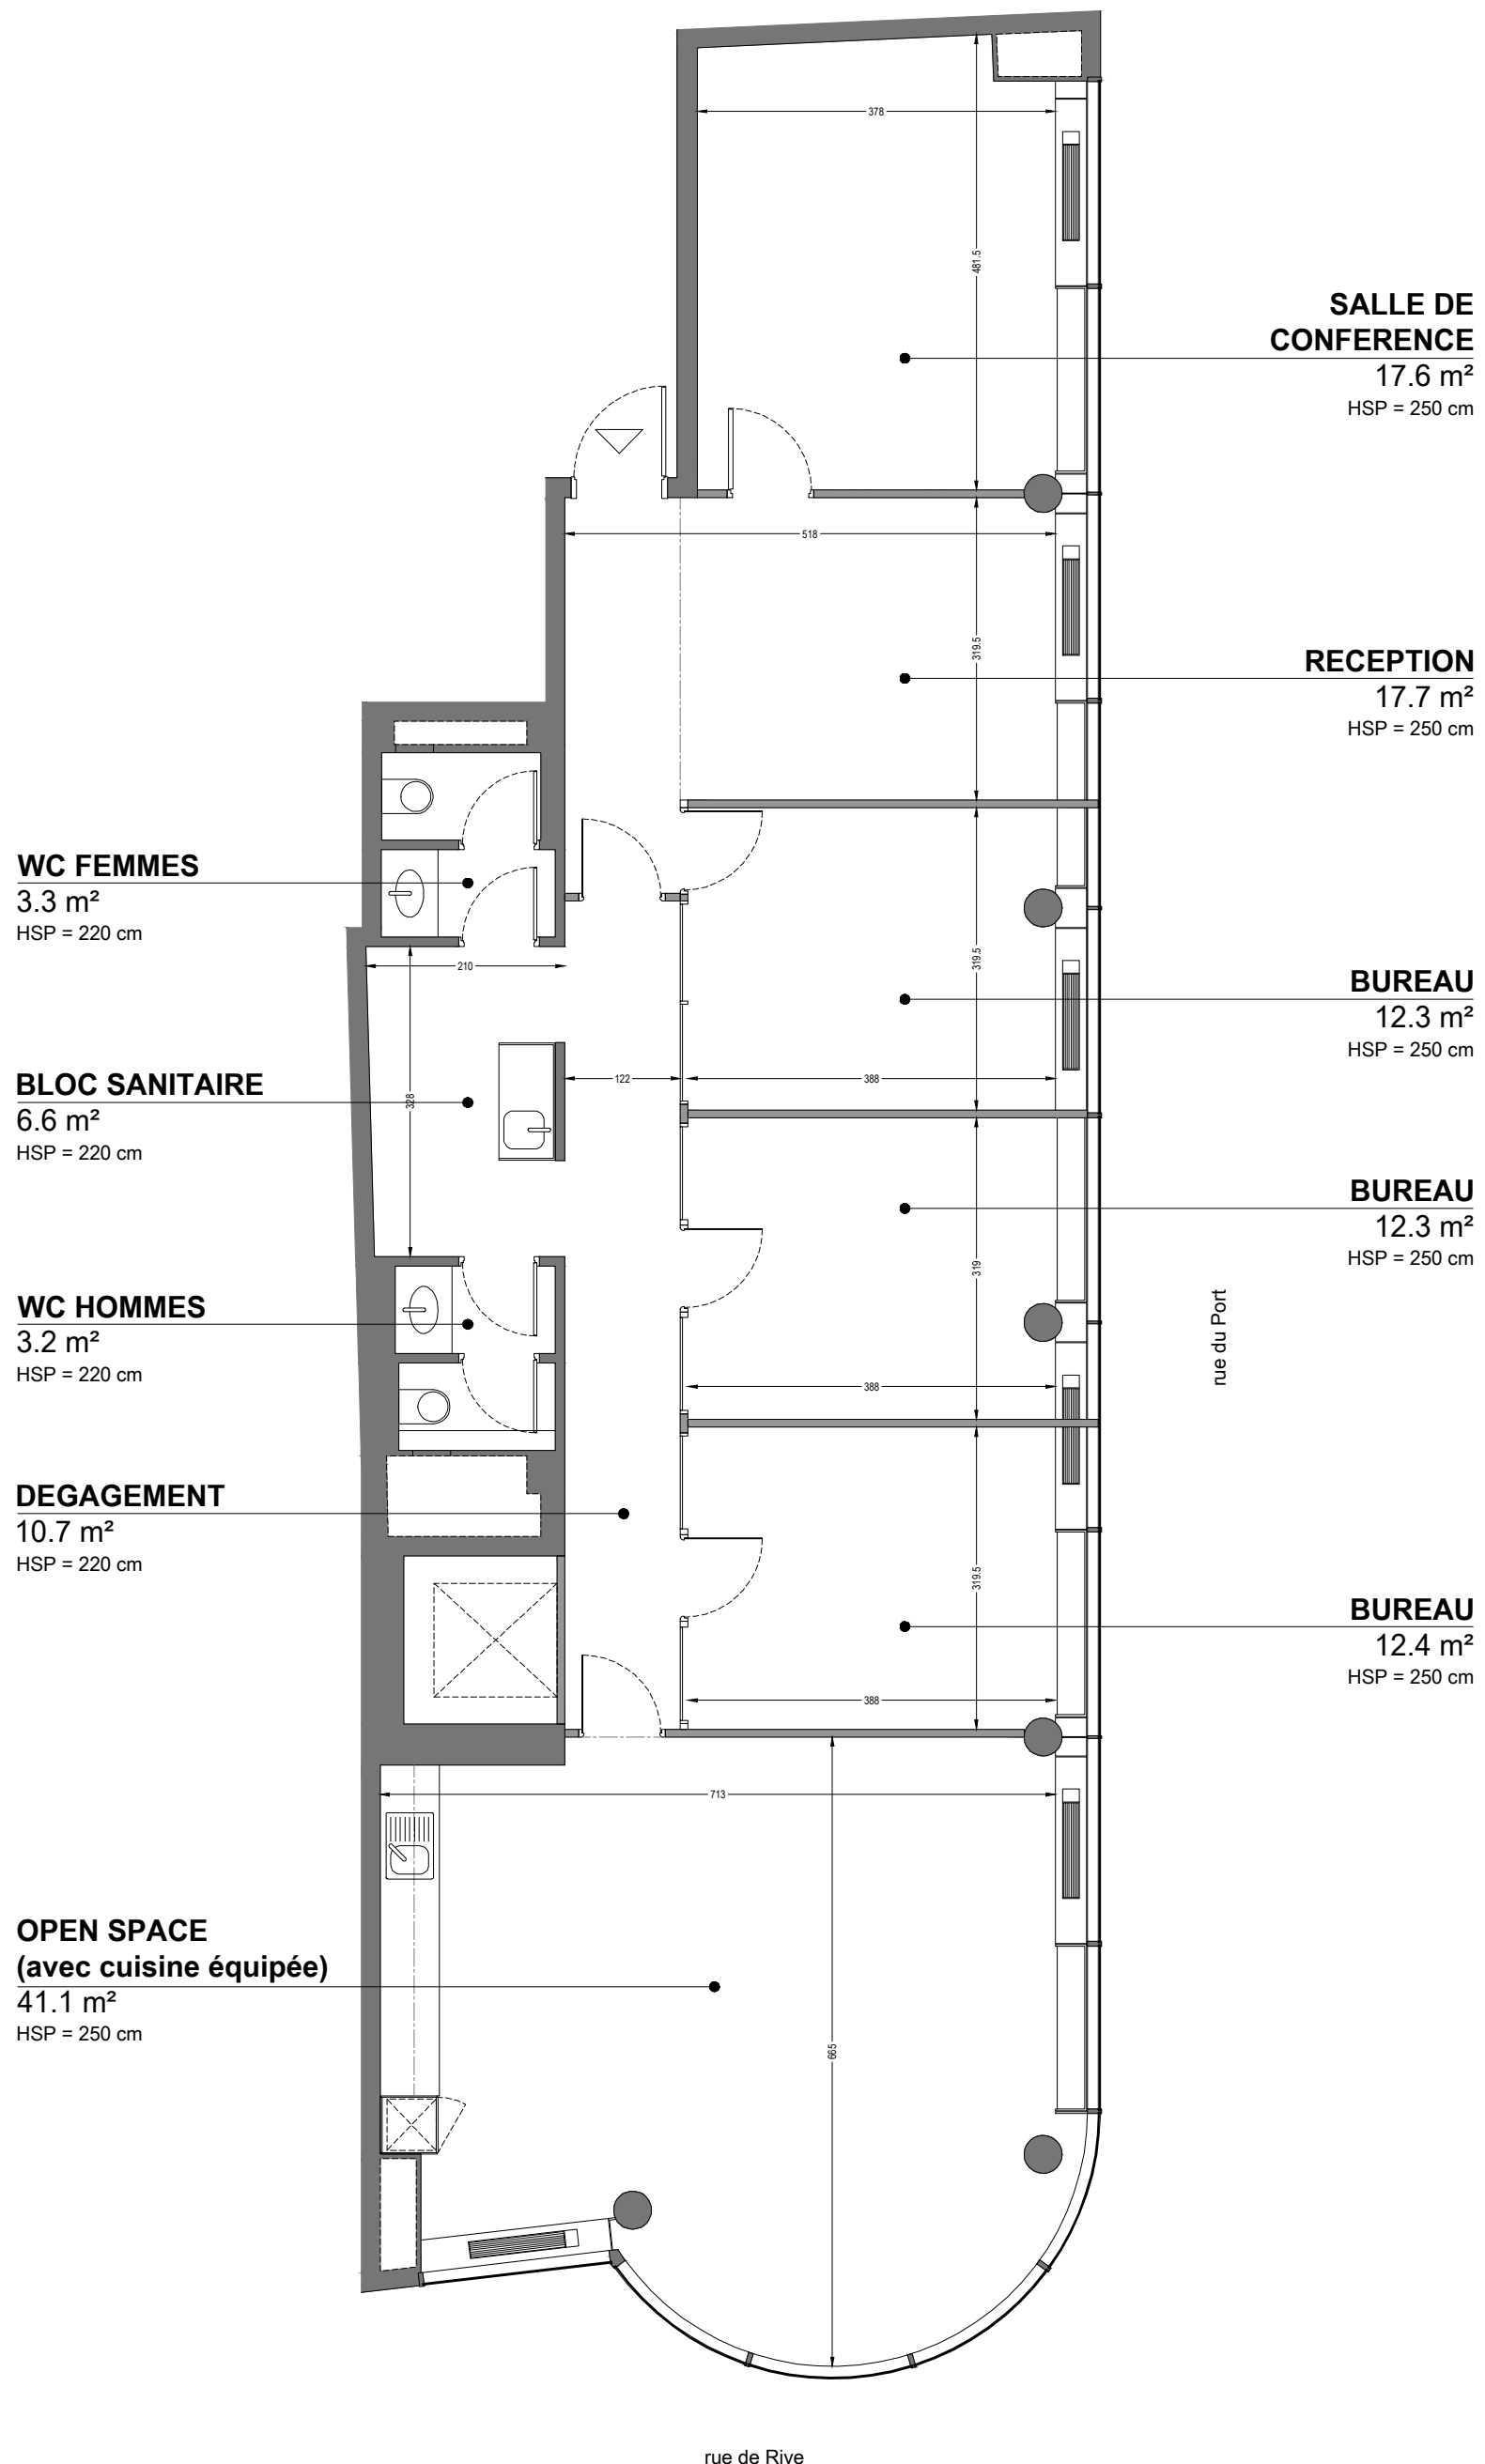 378
481.5
SALLE DE
CONFERENCE
17.6 m²
HSP = 250 cm
518
319.5
RECEPTION
17.7 m²
HSP = 250 cm
WC FEMMES
3.3 m²
HSP = 220 cm
210
319.5
BUREAU
12.3 m²
HSP = 250 cm
BLOC SANITAIRE
6.6 m²
HSP = 220 cm
328
122
388
BUREAU
12.3 m²
HSP = 250 cm
319
388
rue du Port
WC HOMMES
3.2 m²
HSP = 220 cm
DEGAGEMENT
10.7 m²
HSP = 220 cm
319.5
388
BUREAU
12.4 m²
HSP = 250 cm
713
OPEN SPACE
(avec cuisine équipée)
41.1 m²
HSP = 250 cm
665
rue de Rive